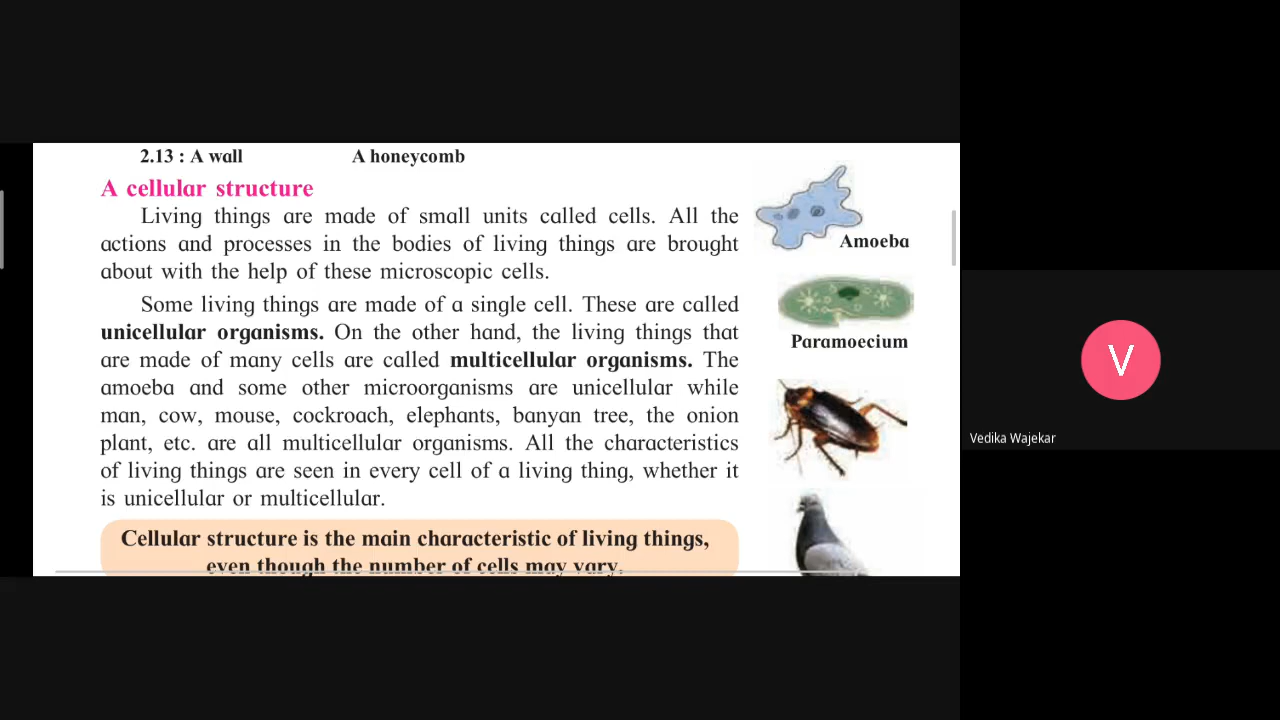 2.13 : A wall
A honeycomb
A cellular structure
Living things are made of small units called cells. All the
actions and processes in the bodies of living things are brought
about with the help of these microscopic cells.
Some living things are made of a single cell. These are called
unicellular organisms. On the other hand, the living things that
are made of many cells are called multicellular organisms. The
amoeba and some other microorganisms are unicellular while
man, cow, mouse, cockroach, elephants, banyan tree, the onion
plant, etc. are all multicellular organisms. All the characteristics
of living things are seen in every cell of a living thing, whether it
is unicellular or multicellular.
Cellular structure is the main characteristic of living things,
even though the number of cells may vary.
Amoeba
Paramoecium
V
Vedika Wajekar